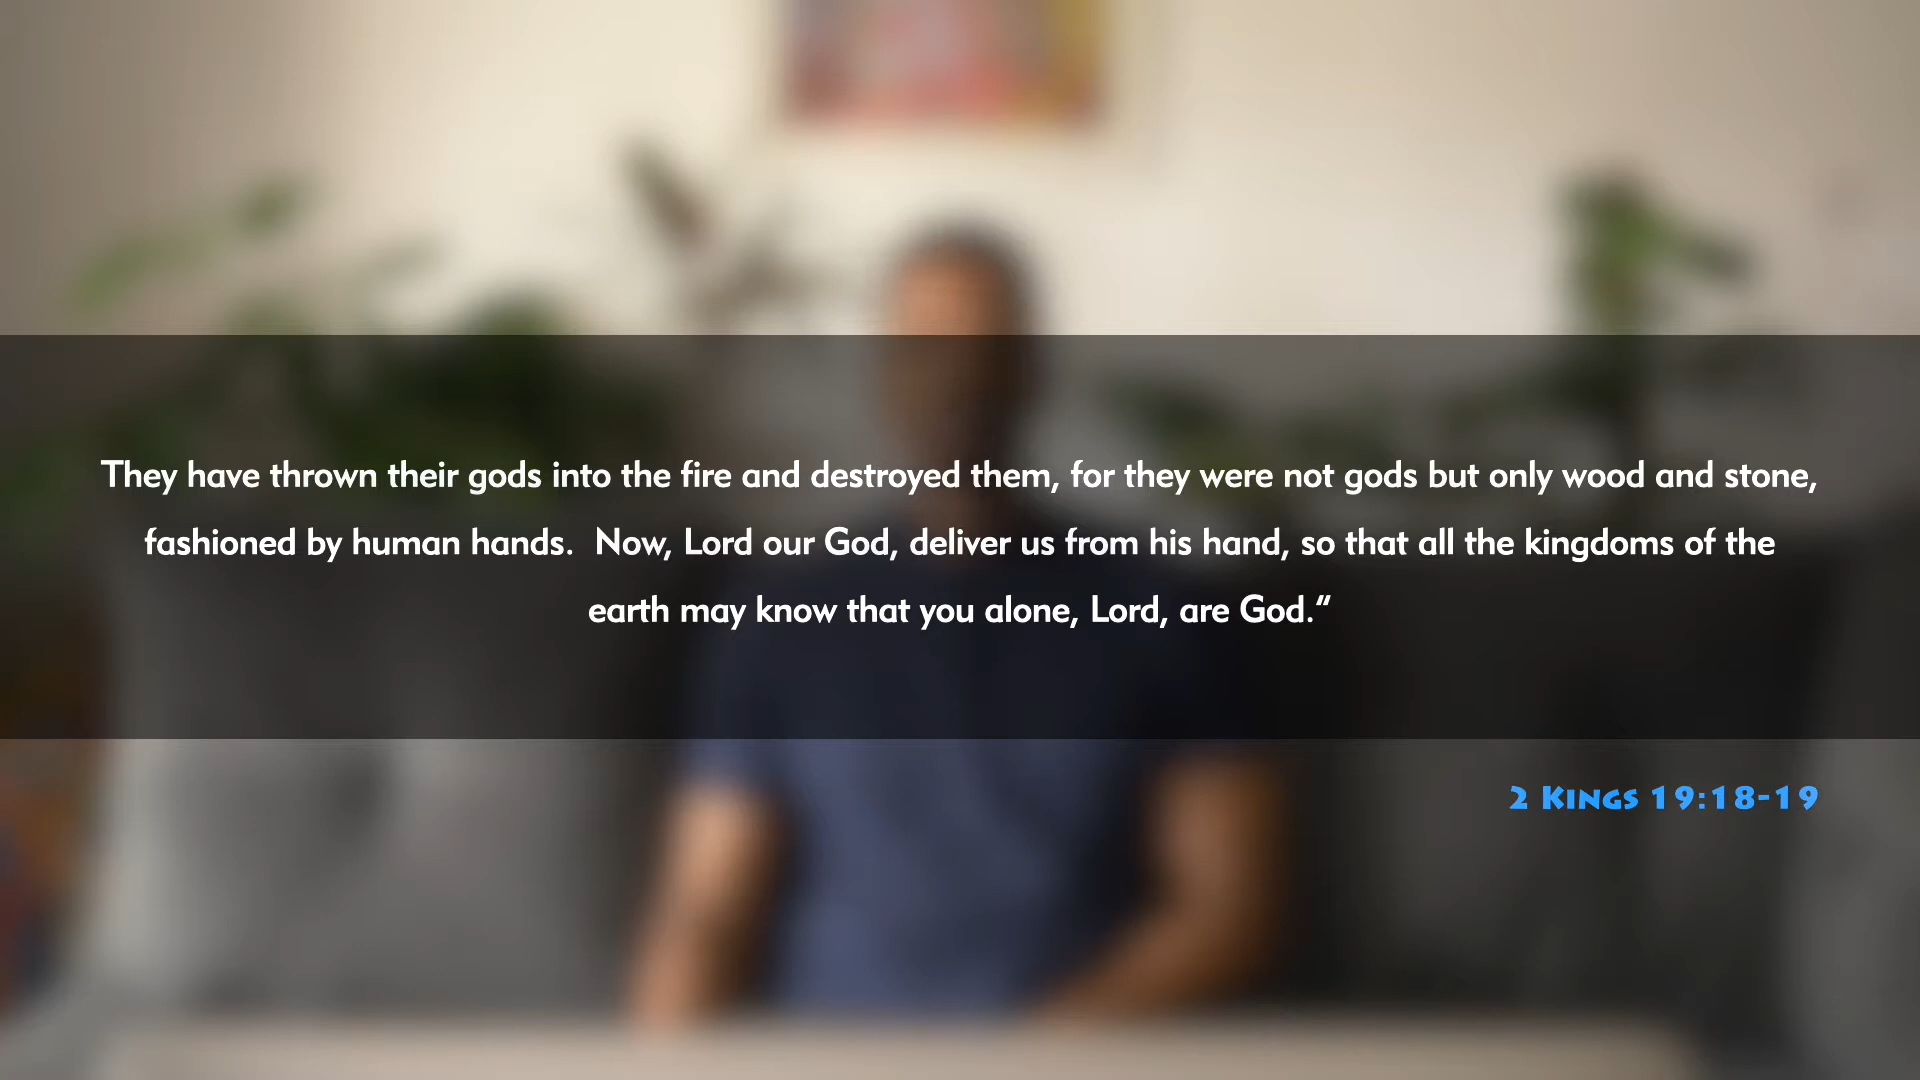 They have thrown their gods into the fire and destroyed them, for they were not gods but only wood and stone,
fashioned by human hands.  Now, Lord our God, deliver us from his hand, so that all the kingdoms of the
earth may know that you alone, Lord, are God.“
2 Kings 19:18-19